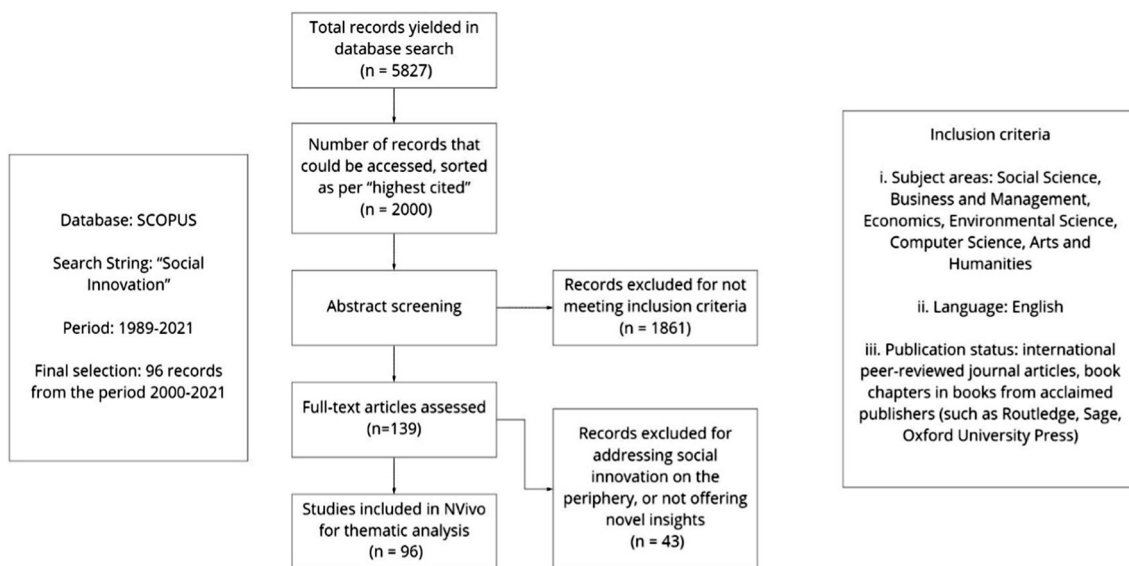 Total records yielded in
database search
(n = 5827)
Number of records that
could be accessed, sorted
as per “highest cited”
(n = 2000)
Abstract screening
Records excluded for not
meeting inclusion criteria
(n = 1861)
Full-text articles assessed
(n=139)
Records excluded for
addressing social
innovation on the
periphery, or not offering
novel insights
(n = 43)
Studies included in NVivo
for thematic analysis
(n = 96)
Database: SCOPUS
Search String: “Social
Innovation”
Period: 1989-2021
Final selection: 96 records
from the period 2000-2021
Inclusion criteria
i. Subject areas: Social Science,
Business and Management,
Economics, Environmental Science,
Computer Science, Arts and
Humanities
ii. Language: English
iii. Publication status: international
peer-reviewed journal articles, book
chapters in books from acclaimed
publishers (such as Routledge, Sage,
Oxford University Press)